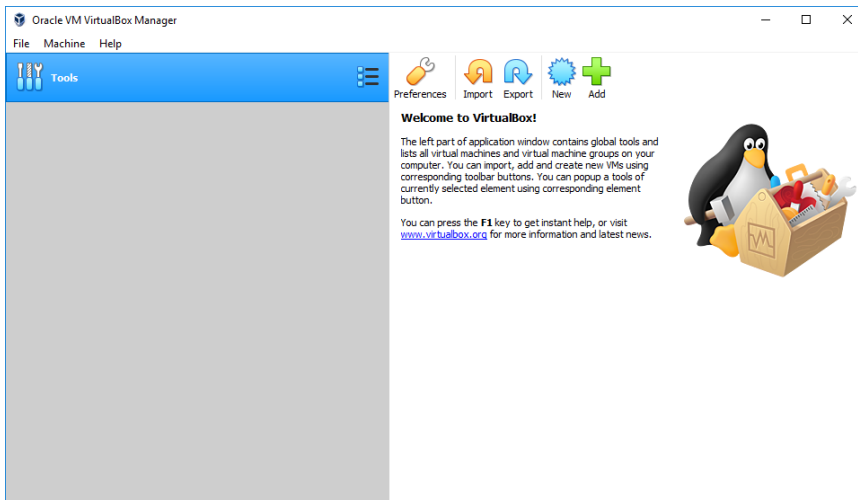 Oracle VM VirtualBox Manager
File Machine Help
Tools
Preferences Import Export New Add
Welcome to VirtualBox!
The left part of application window contains global tools and
lists all virtual machines and virtual machine groups on your
computer. You can import, add and create new VMs using
corresponding toolbar buttons. You can popup a tools of
currently selected element using corresponding element
button.
You can press the F1 key to get instant help, or visit
www.virtualbox.org for more information and latest news.